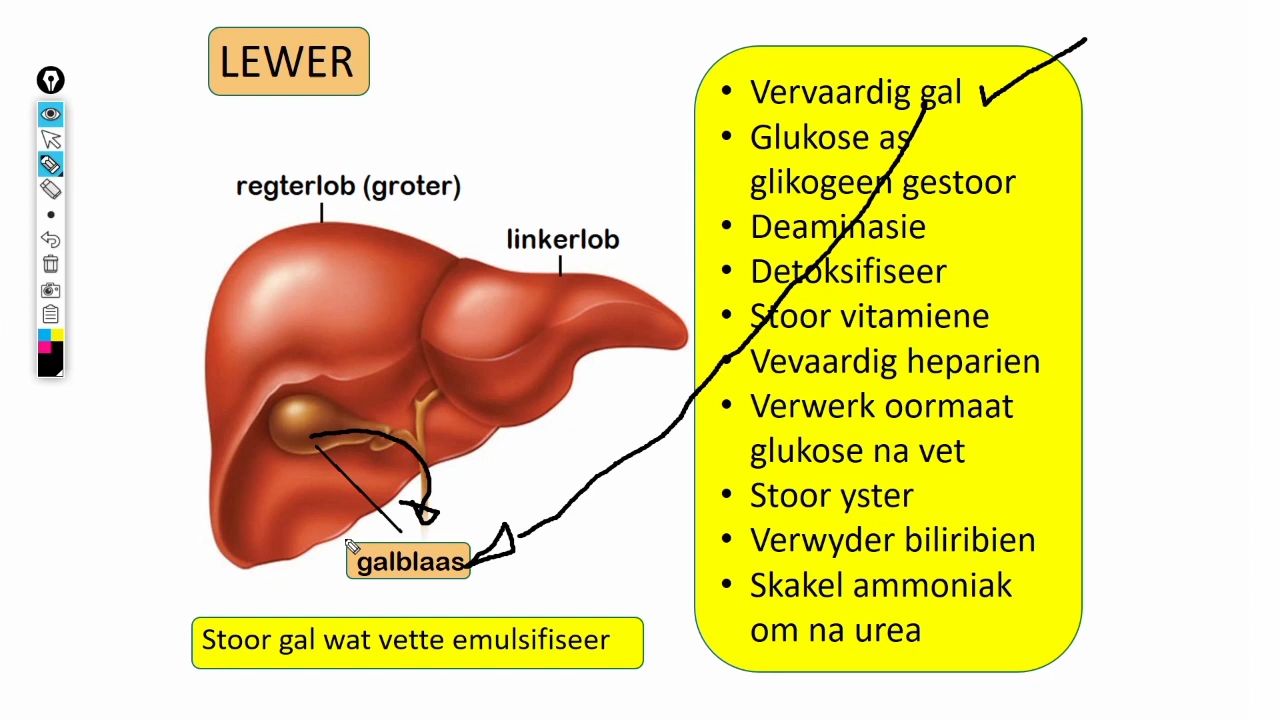 LEWER
regterlob (groter)
linkerlob
galblaas
Stoor gal wat vette emulsifiseer
• Vervaardig gal
• Glukose as
glikogeen gestoor
• Deaminasie
• Detoksifiseer
• Stoor vitamiene
• Vevaardig heparien
• Verwerk oormaat
glukose na vet
• Stoor yster
• Verwyder biliribien
• Skakel ammoniak
om na urea